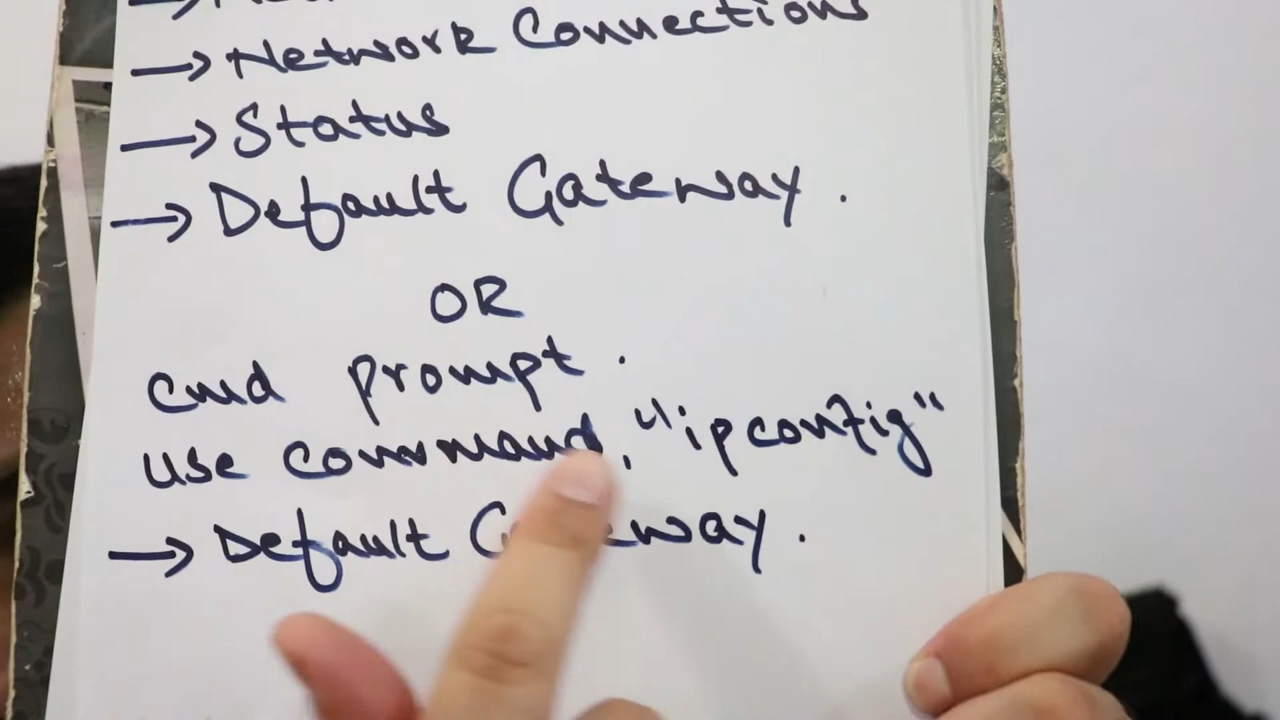 → Network Connections
→ Status
→ Default Gateway.
OR
cmd prompt.
use command, "ipconfig"
→ Default Gateway.